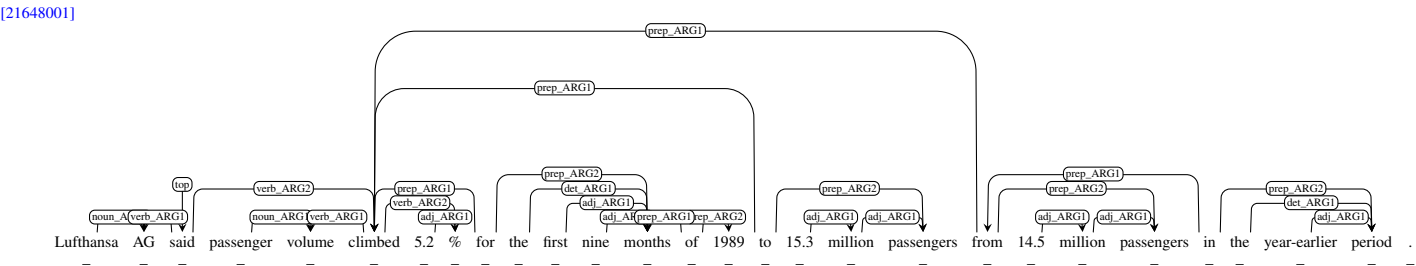 [21648001]
prep_ARG1
prep_ARG1
prep_ARG2 prep_ARG1
top det_ARG1
verb_ARG2 prep_ARG1 prep_ARG2 prep_ARG2 prep_ARG2
verb_ARG2 adj_ARG1 det_ARG1
verb_ARG1 noun_ARG1 verb_ARG1 adj_ARG1 prep_ARG1 adj_ARG1 adj_ARG1 adj_ARG1 adj_ARG1 adj_ARG1
Lufthansa AG said passenger volume climbed 5.2 % for the first nine months of 1989 to 15.3 million passengers from 14.5 million passengers in the year-earlier period .
_ _ _ _ _ _ _ _ _ _ _ _ _ _ _ _ _ _ _ _ _ _ _ _ _ _ _ _